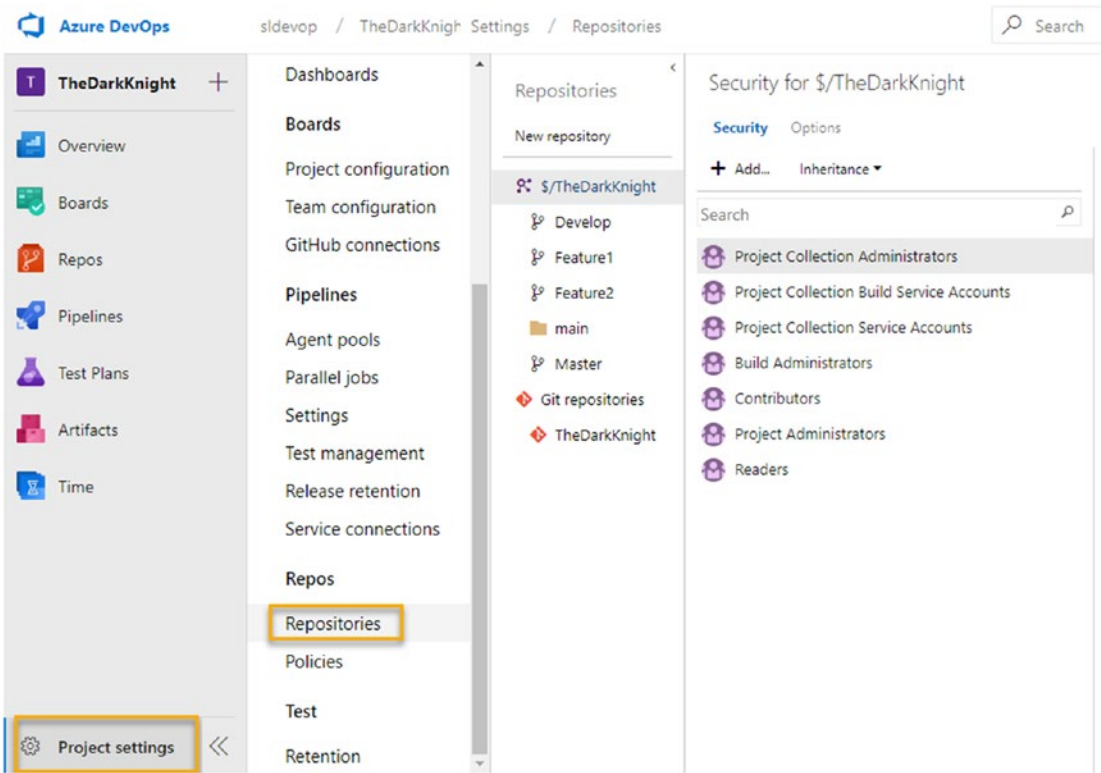 Azure DevOps
sldevop / TheDarkKnigh Settings / Repositories
Search
T TheDarkKnight +
Overview
Boards
Repos
Pipelines
Test Plans
Artifacts
Time
Project settings
Dashboards
Boards
Project configuration
Team configuration
GitHub connections
Pipelines
Agent pools
Parallel jobs
Settings
Test management
Release retention
Service connections
Repos
Repositories
Policies
Test
Retention
Repositories
New repository
$/TheDarkKnight
Develop
Feature1
Feature2
main
Master
Git repositories
TheDarkKnight
Security for $/TheDarkKnight
Security Options
+ Add... Inheritance
Search
Project Collection Administrators
Project Collection Build Service Accounts
Project Collection Service Accounts
Build Administrators
Contributors
Project Administrators
Readers